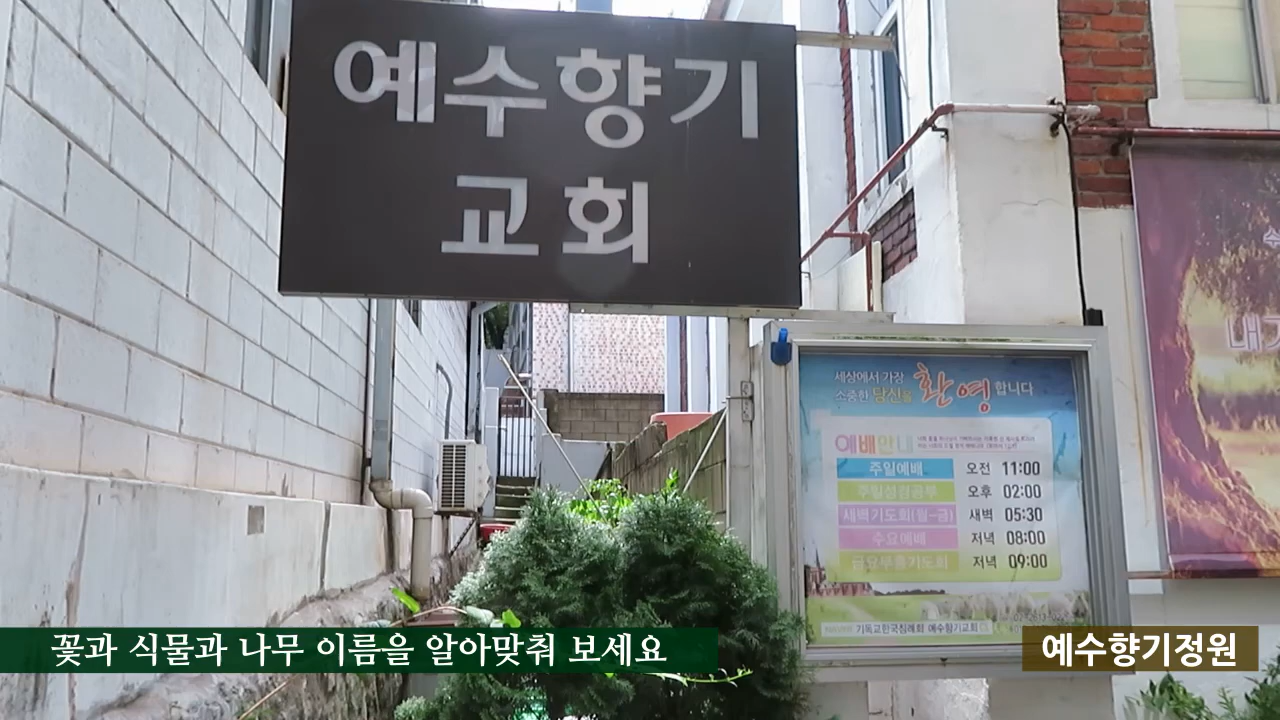 예수향기
교회
세상에서 가장
소중한 당신을 환영합니다
예배안내
주일예배 오전 11:00
주일성경공부 오후 02:00
새벽기도회(월~금) 새벽 05:30
수요예배 저녁 08:00
금요부흥기도회 저녁 09:00
기독교한국침례회 예수향기교회
꽃과 식물과 나무 이름을 알아맞춰 보세요
예수향기정원